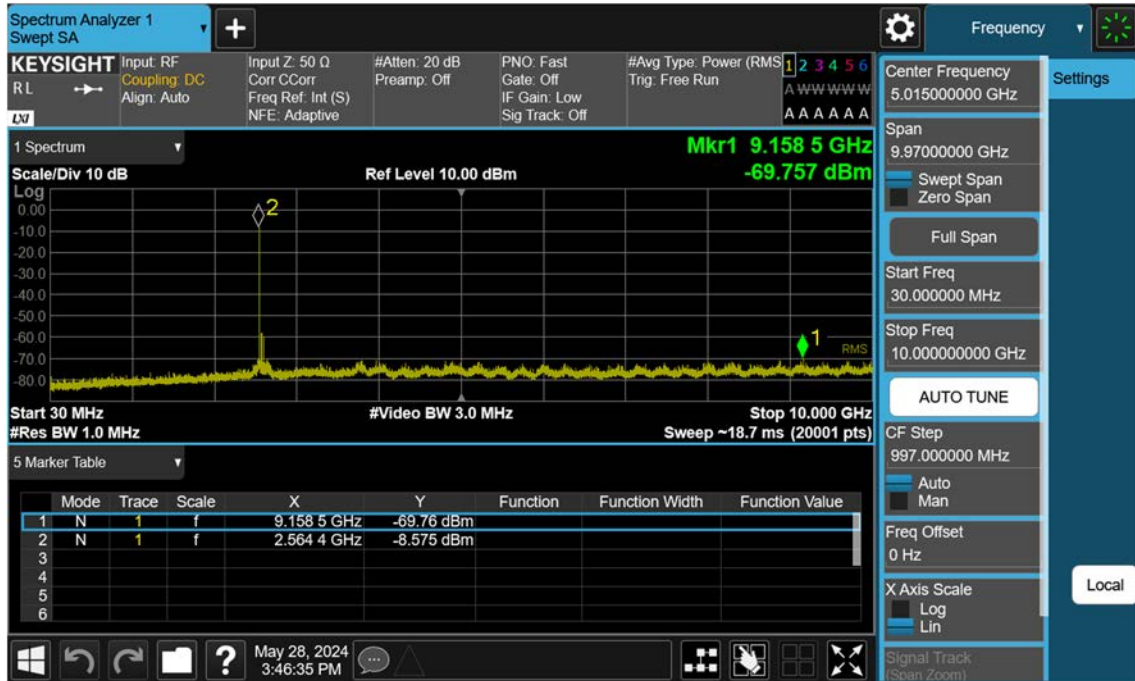 Spectrum Analyzer 1
Swept SA
+
Frequency
KEYSIGHT
RL
LXI
Input: RF
Coupling: DC
Align: Auto
Input Z: 50 Ω
Corr CCorr
Freq Ref: Int (S)
NFE: Adaptive
#Atten: 20 dB
Preamp: Off
PNO: Fast
Gate: Off
IF Gain: Low
Sig Track: Off
#Avg Type: Power (RMS
Trig: Free Run
1 2 3 4 5 6
A W W W W W
A A A A A A
1 Spectrum
Scale/Div 10 dB
Ref Level 10.00 dBm
Mkr1 9.158 5 GHz
-69.757 dBm
Log
0.00
-10.0
-20.0
-30.0
-40.0
-50.0
-60.0
-70.0
-80.0
2
1
RMS
Start 30 MHz
#Video BW 3.0 MHz
Stop 10.000 GHz
#Res BW 1.0 MHz
Sweep ~18.7 ms (20001 pts)
5 Marker Table
Mode Trace Scale X Y Function Function Width Function Value
1 N 1 f 9.158 5 GHz -69.76 dBm
2 N 1 f 2.564 4 GHz -8.575 dBm
3
4
5
6
?
May 28, 2024
3:46:35 PM
Center Frequency
5.015000000 GHz
Settings
Span
9.97000000 GHz
Swept Span
Zero Span
Full Span
Start Freq
30.000000 MHz
Stop Freq
10.000000000 GHz
AUTO TUNE
CF Step
997.000000 MHz
Auto
Man
Freq Offset
0 Hz
X Axis Scale
Log
Lin
Local
Signal Track
(Span Zoom)